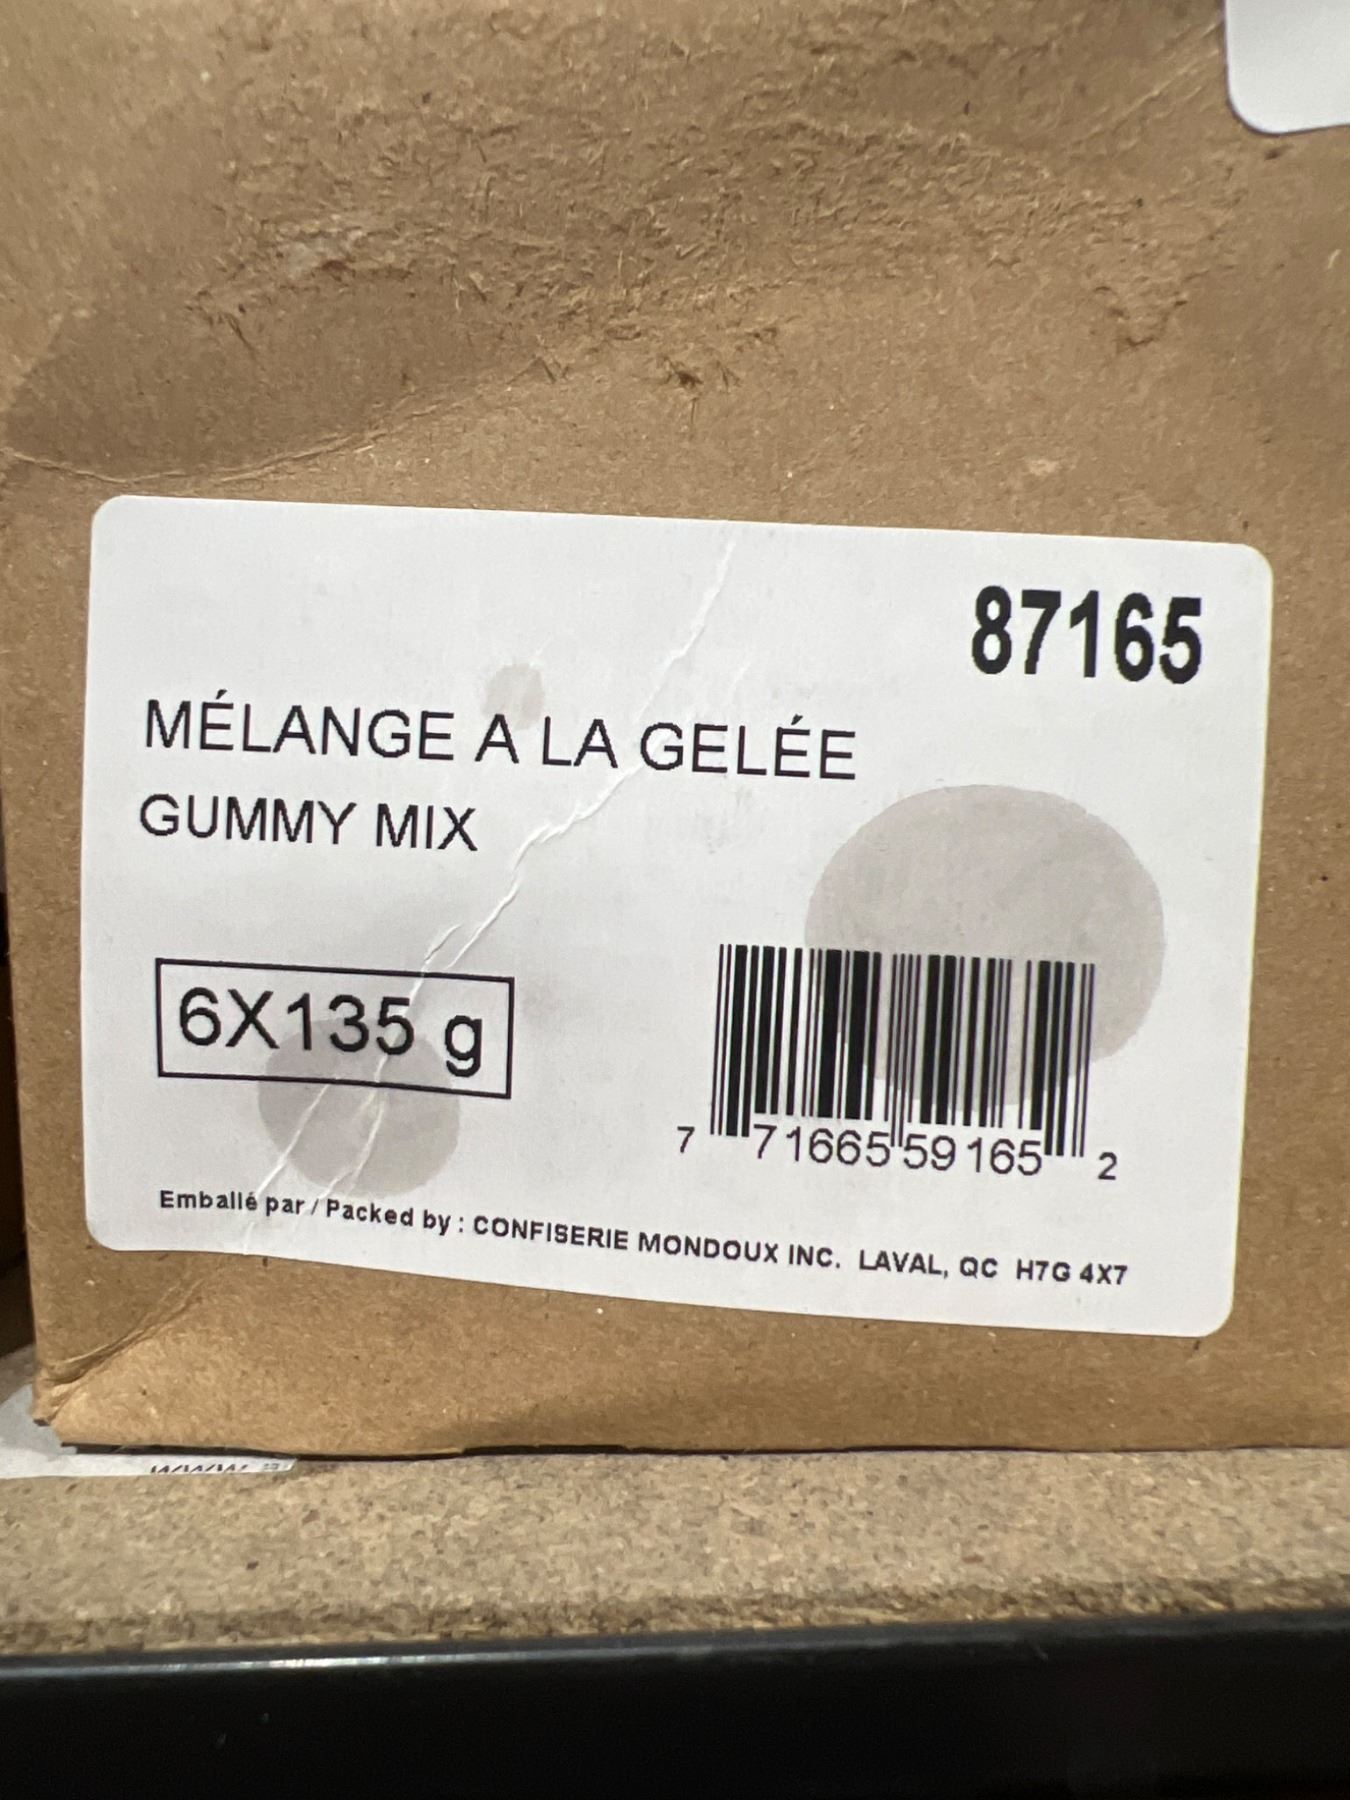 87165
MÉLANGE A LA GELÉE
GUMMY MIX
6X135 g
7 71665 59165 2
Emballé par / Packed by : CONFISERIE MONDOUX INC. LAVAL, QC H7G 4X7